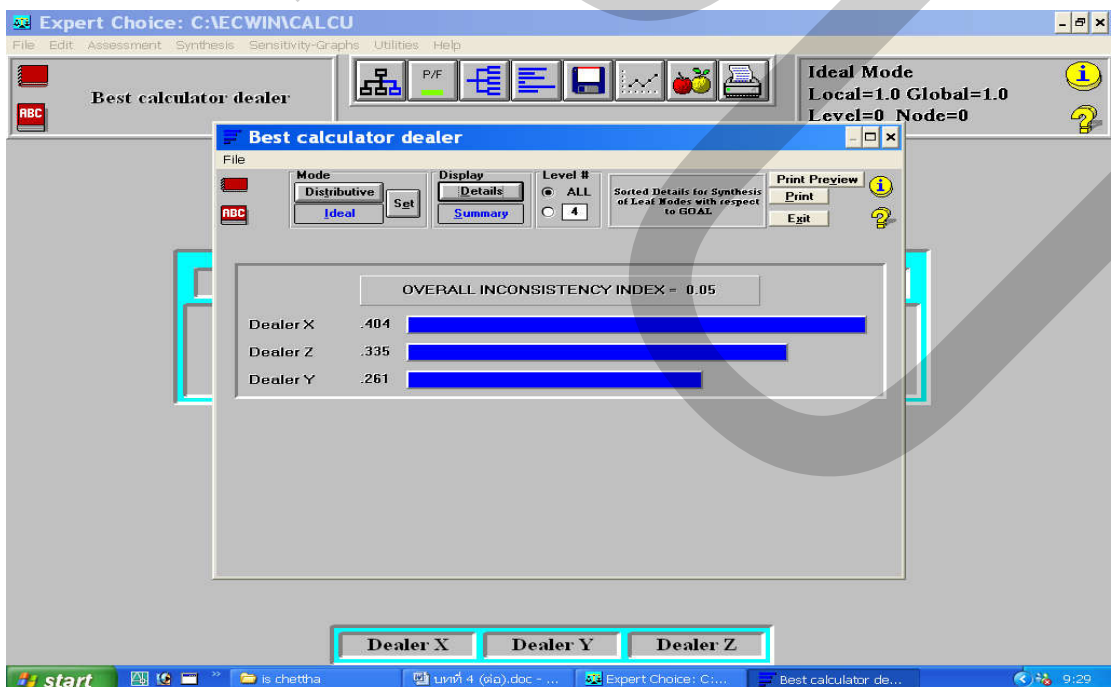 Expert Choice: C:\ECWIN\CALCU
File Edit Assessment Synthesis Sensitivity-Graphs Utilities Help
Best calculator dealer
ABC
P/F
Ideal Mode
Local=1.0 Global=1.0
Level=0 Node=0
Best calculator dealer
File
ABC
Mode
Distributive
Ideal
Set
Display
Details
Summary
Level #
ALL
4
Sorted Details for Synthesis
of Leaf Nodes with respect
to GOAL
Print Preview
Print
Exit
OVERALL INCONSISTENCY INDEX = 0.05
Dealer X .404
Dealer Z .335
Dealer Y .261
Dealer X Dealer Y Dealer Z
start is chettha บทที่ 4 (ต่อ).doc - ... Expert Choice: C:... Best calculator de... 9:29